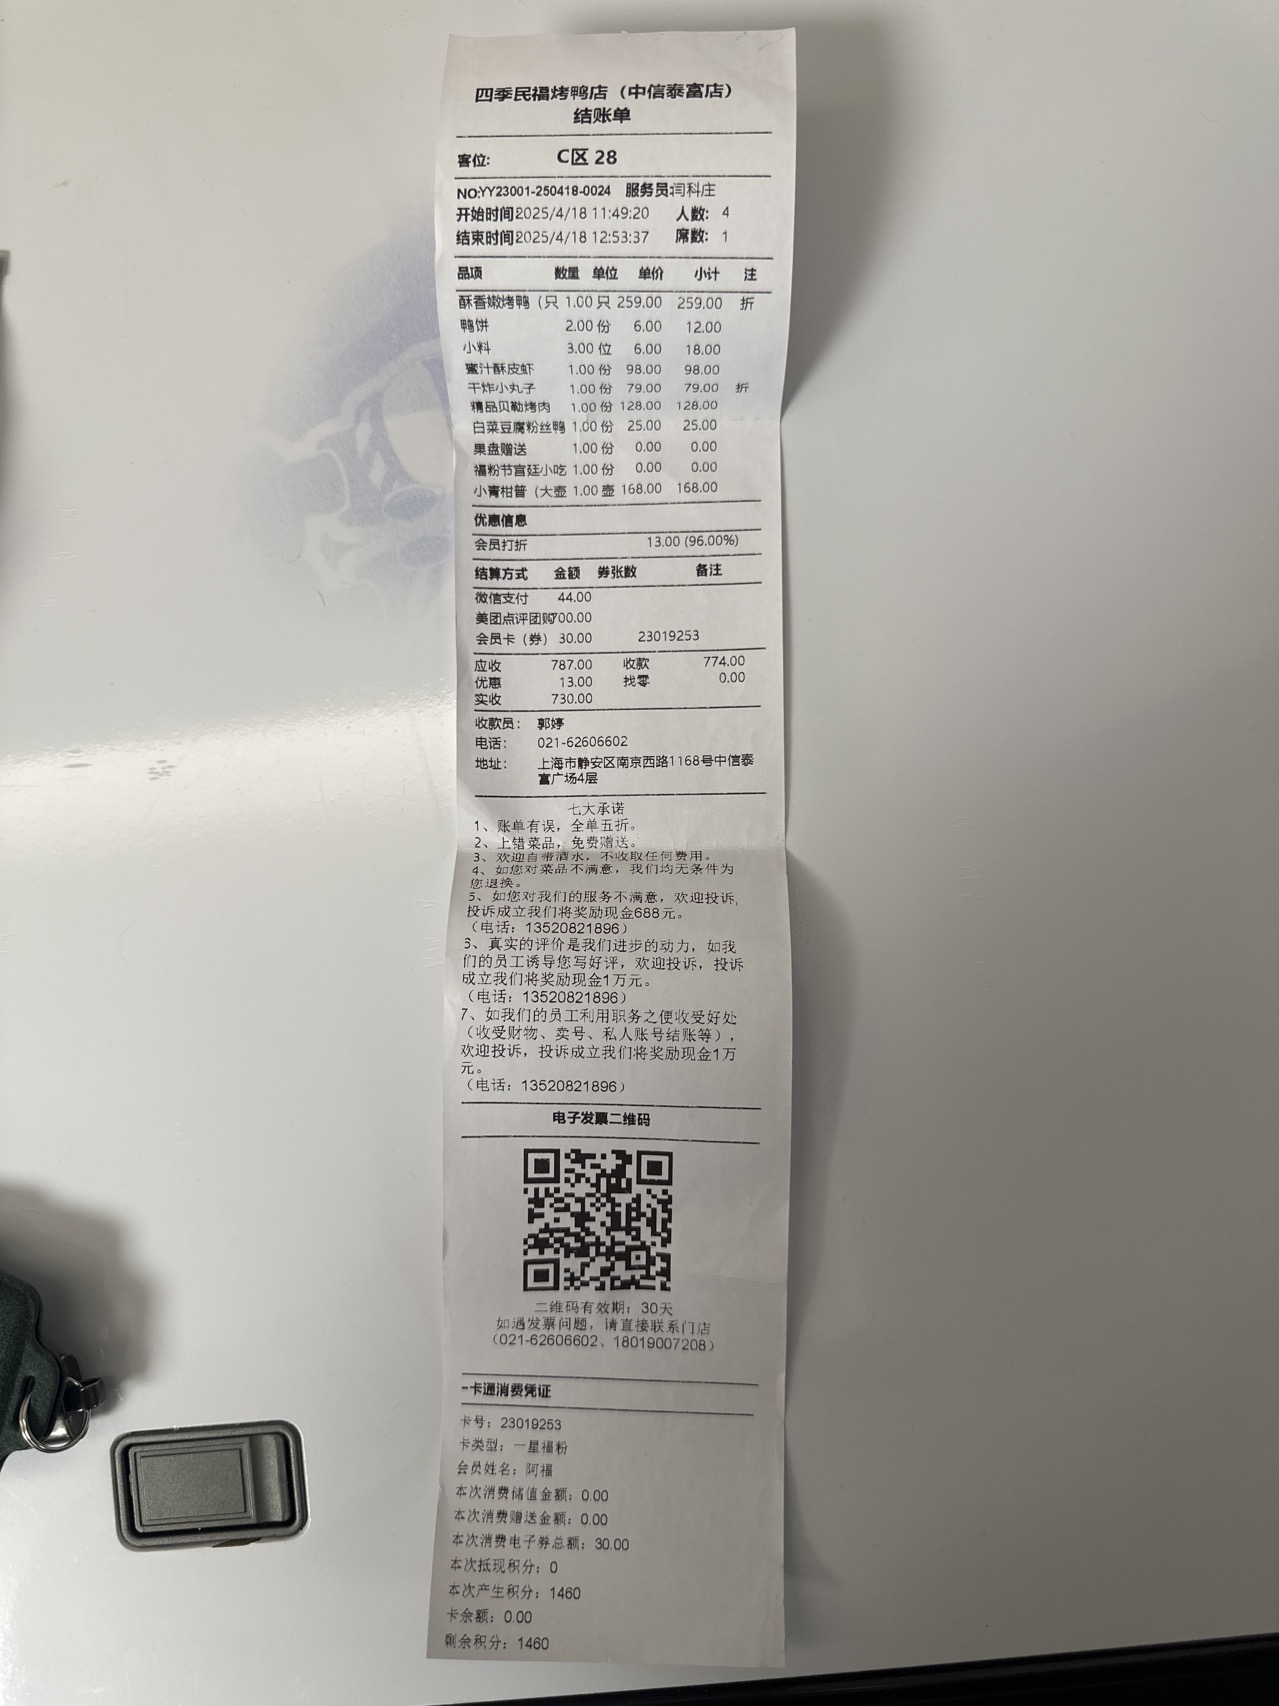 四季民福烤鸭店（中信泰富店）
结账单
客位: C区 28
NO:YY23001-250418-0024 服务员:闫科庄
开始时间2025/4/18 11:49:20 人数: 4
结束时间2025/4/18 12:53:37 席数: 1
品项 数量 单位 单价 小计 注
酥香嫩烤鸭（只 1.00 只 259.00 259.00 折
鸭饼 2.00 份 6.00 12.00
小料 3.00 位 6.00 18.00
蜜汁酥皮虾 1.00 份 98.00 98.00
干炸小丸子 1.00 份 79.00 79.00 折
精品贝勒烤肉 1.00 份 128.00 128.00
白菜豆腐粉丝鸭 1.00 份 25.00 25.00
果盘赠送 1.00 份 0.00 0.00
福粉节宫廷小吃 1.00 份 0.00 0.00
小青柑普（大壶 1.00 壶 168.00 168.00
优惠信息
会员打折 13.00 (96.00%)
结算方式 金额 券张数 备注
微信支付 44.00
美团点评团购700.00
会员卡（券） 30.00 23019253
应收 787.00 收款 774.00
优惠 13.00 找零 0.00
实收 730.00
收款员: 郭婷
电话: 021-62606602
地址: 上海市静安区南京西路1168号中信泰
富广场4层
七大承诺
1、账单有误，全单五折。
2、上错菜品，免费赠送。
3、欢迎自带酒水，不收取任何费用。
4、如您对菜品不满意，我们均无条件为
您退换。
5、如您对我们的服务不满意，欢迎投诉,
投诉成立我们将奖励现金688元。
（电话：13520821896）
3、真实的评价是我们进步的动力，如我
们的员工诱导您写好评，欢迎投诉，投诉
成立我们将奖励现金1万元。
（电话：13520821896）
7、如我们的员工利用职务之便收受好处
（收受财物、卖号、私人账号结账等），
欢迎投诉，投诉成立我们将奖励现金1万
元。
（电话：13520821896）
电子发票二维码
二维码有效期：30天
如遇发票问题，请直接联系门店
（021-62606602、18019007208）
一卡通消费凭证
卡号：23019253
卡类型：一星福粉
会员姓名：阿福
本次消费储值金额：0.00
本次消费赠送金额：0.00
本次消费电子券总额：30.00
本次抵现积分：0
本次产生积分：1460
卡余额：0.00
剩余积分：1460